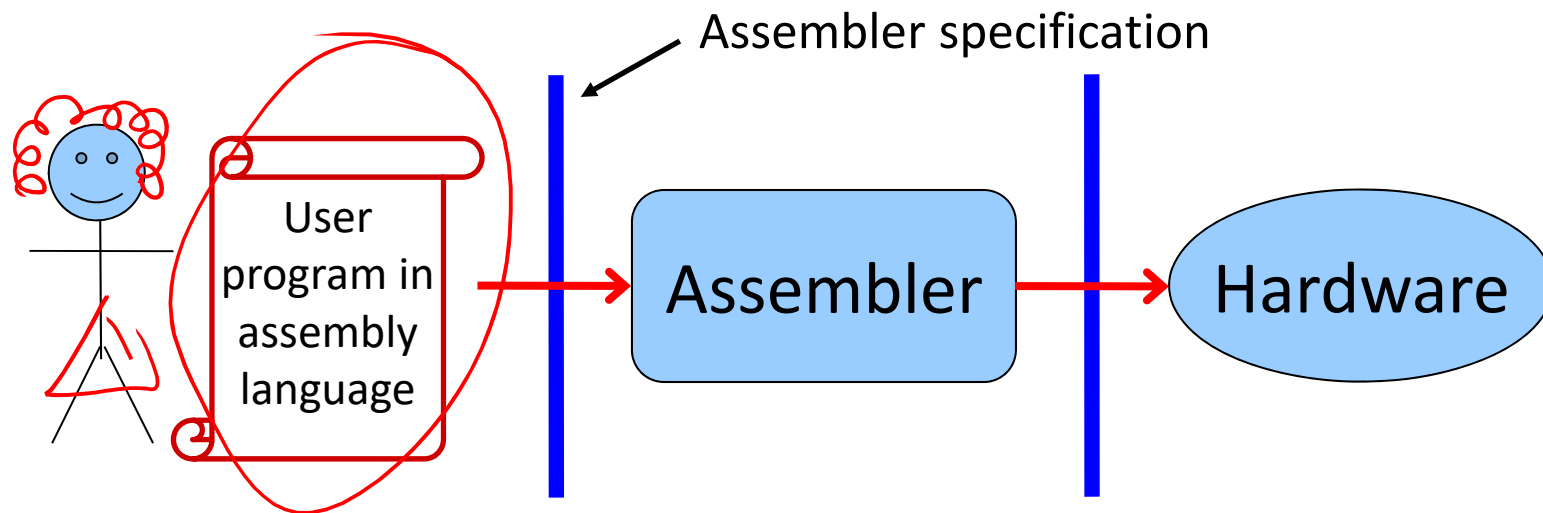 Assembler specification
User
program in
assembly
language
Assembler
Hardware